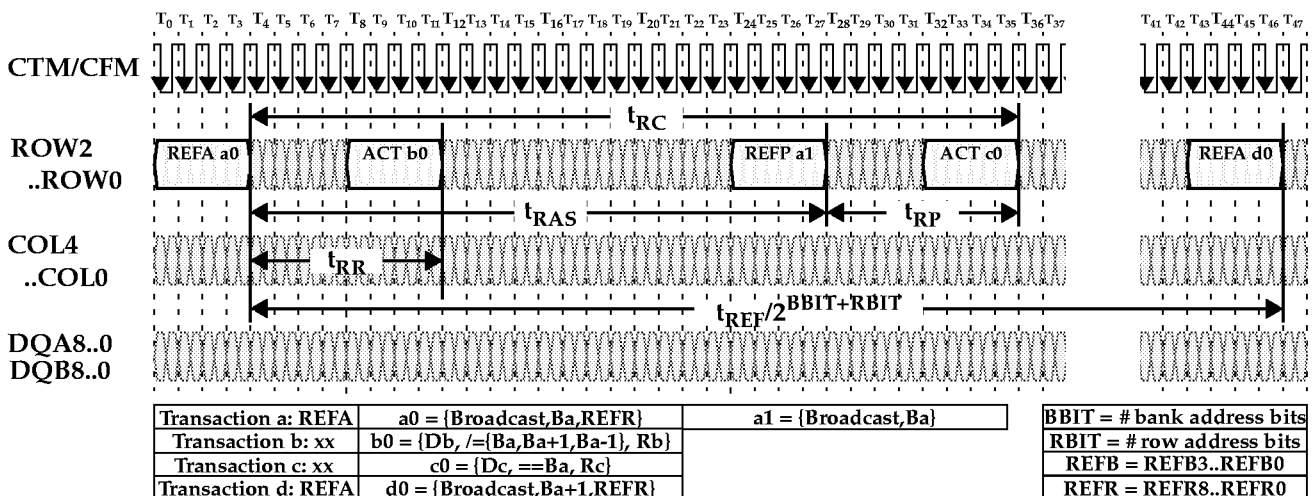 T0 T1 T2 T3 T4 T5 T6 T7 T8 T9 T10 T11 T12 T13 T14 T15 T16 T17 T18 T19 T20 T21 T22 T23 T24 T25 T26 T27 T28 T29 T30 T31 T32 T33 T34 T35 T36 T37 T41 T42 T43 T44 T45 T46 T47
CTM/CFM
tRC
ROW2
..ROW0
REFA a0 ACT b0 REFP a1 ACT c0 REFA d0
tRAS tRP
COL4
..COL0
tRR
tREF/2^BBIT+RBIT
DQA8..0
DQB8..0
Transaction a: REFA a0 = {Broadcast,Ba,REFR} a1 = {Broadcast,Ba}
Transaction b: xx b0 = {Db, /={Ba,Ba+1,Ba-1}, Rb}
Transaction c: xx c0 = {Dc, ==Ba, Rc}
Transaction d: REFA d0 = {Broadcast,Ba+1,REFR}
BBIT = # bank address bits
RBIT = # row address bits
REFB = REFB3..REFB0
REFR = REFR8..REFR0